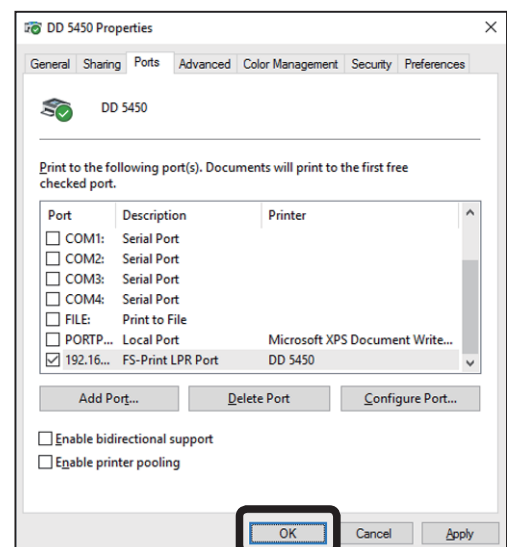 DD 5450 Properties
General Sharing Ports Advanced Color Management Security Preferences
DD 5450
Print to the following port(s). Documents will print to the first free
checked port.
Port Description Printer
COM1: Serial Port
COM2: Serial Port
COM3: Serial Port
COM4: Serial Port
FILE: Print to File
PORTP... Local Port Microsoft XPS Document Write...
192.16... FS-Print LPR Port DD 5450
Add Port... Delete Port Configure Port...
Enable bidirectional support
Enable printer pooling
OK Cancel Apply